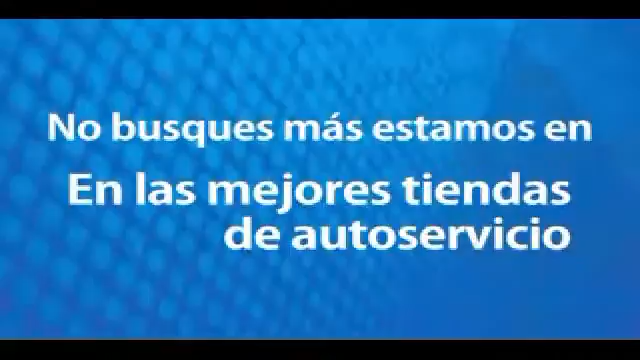 No busques más estamos en
En las mejores tiendas
de autoservicio